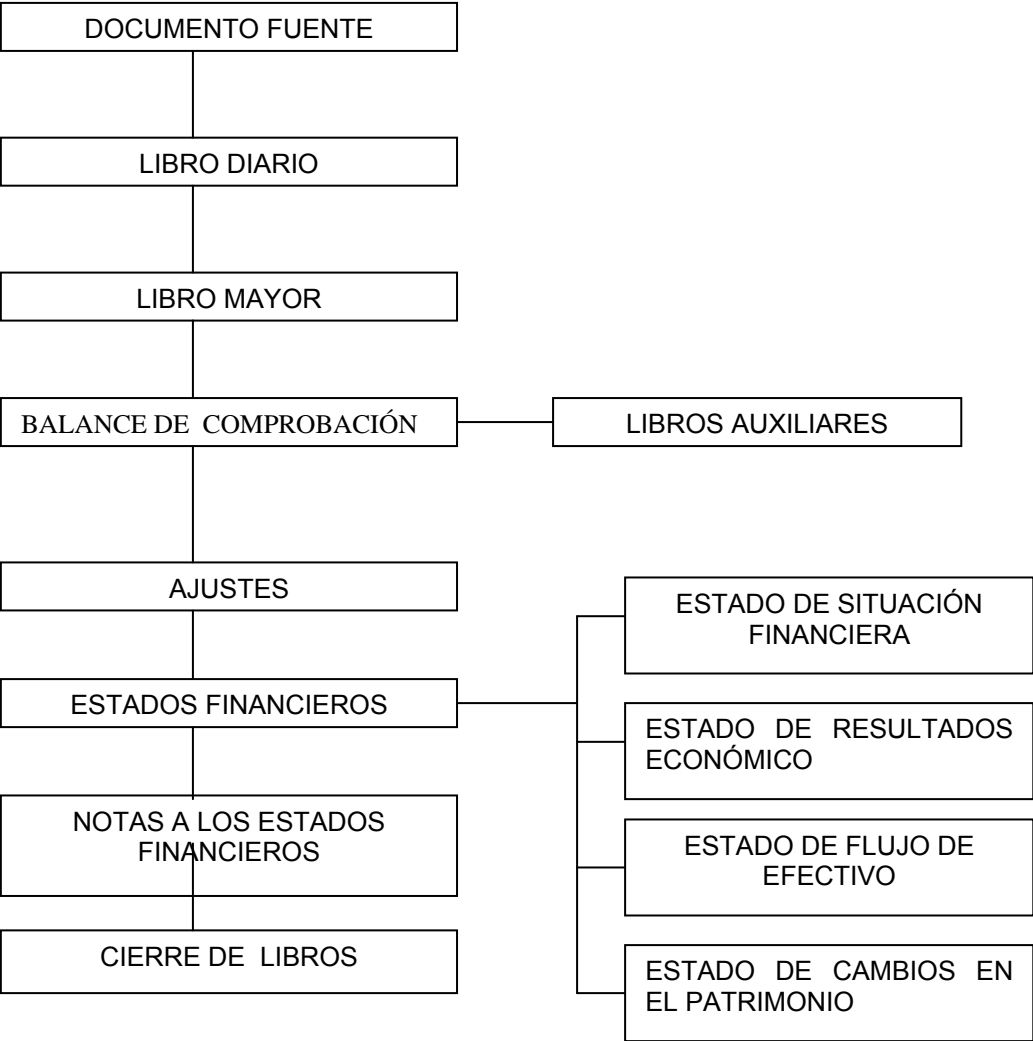 DOCUMENTO FUENTE
LIBRO DIARIO
LIBRO MAYOR
BALANCE DE COMPROBACIÓN
LIBROS AUXILIARES
AJUSTES
ESTADOS FINANCIEROS
NOTAS A LOS ESTADOS
FINANCIEROS
CIERRE DE LIBROS
ESTADO DE SITUACIÓN
FINANCIERA
ESTADO DE RESULTADOS
ECONÓMICO
ESTADO DE FLUJO DE
EFECTIVO
ESTADO DE CAMBIOS EN
EL PATRIMONIO